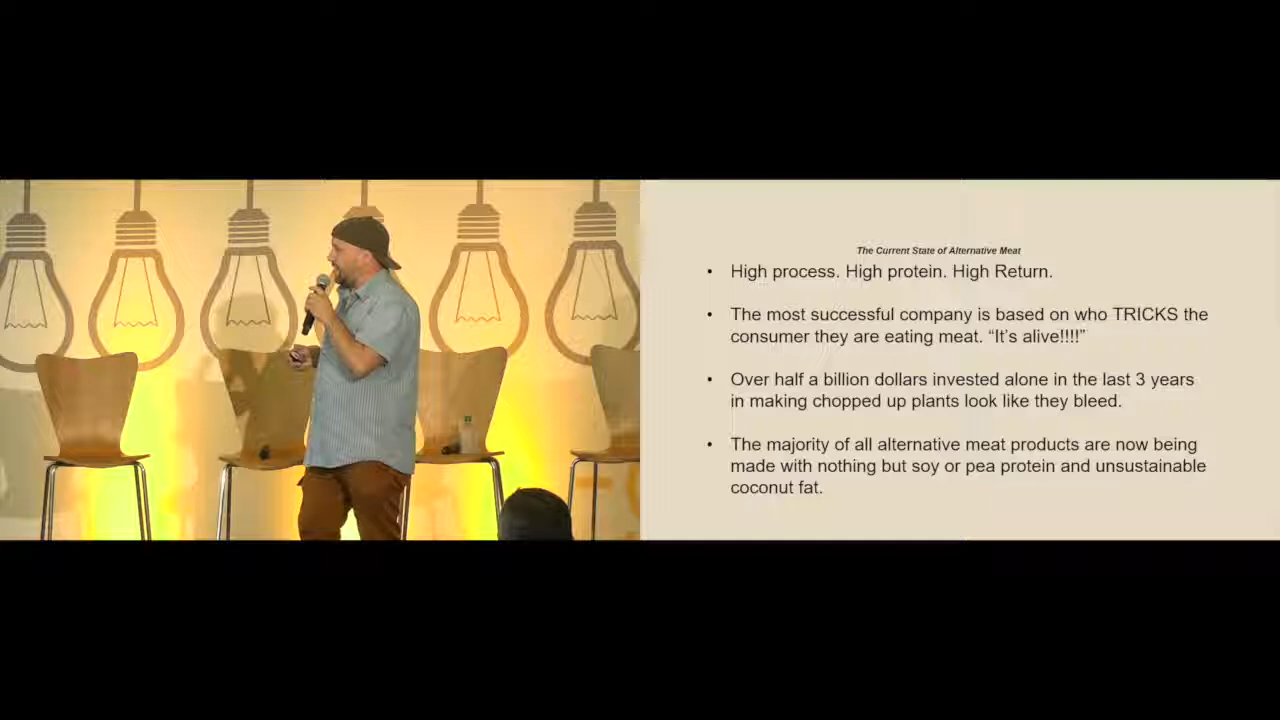 The Current State of Alternative Meat
• High process. High protein. High Return.
• The most successful company is based on who TRICKS the
consumer they are eating meat. “It’s alive!!!!”
• Over half a billion dollars invested alone in the last 3 years
in making chopped up plants look like they bleed.
• The majority of all alternative meat products are now being
made with nothing but soy or pea protein and unsustainable
coconut fat.